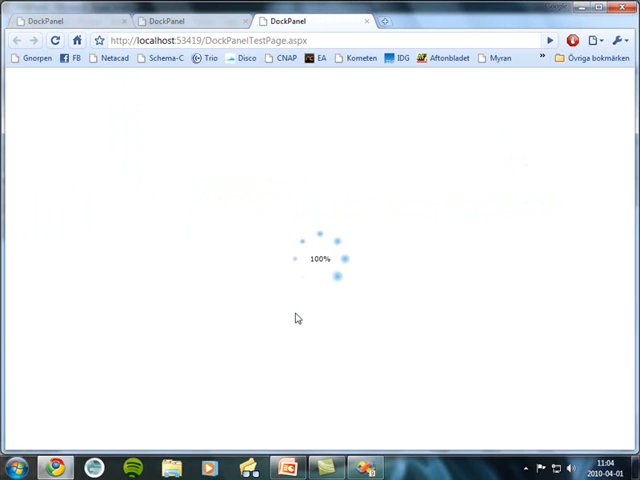 Google
DockPanel DockPanel DockPanel
http://localhost:53419/DockPanelTestPage.aspx
Gnorpen FB Netacad Schema-C Trio Disco CNAP EA Kometen IDG Aftonbladet Myran » Övriga bokmärken
100%
11:04
2010-04-01